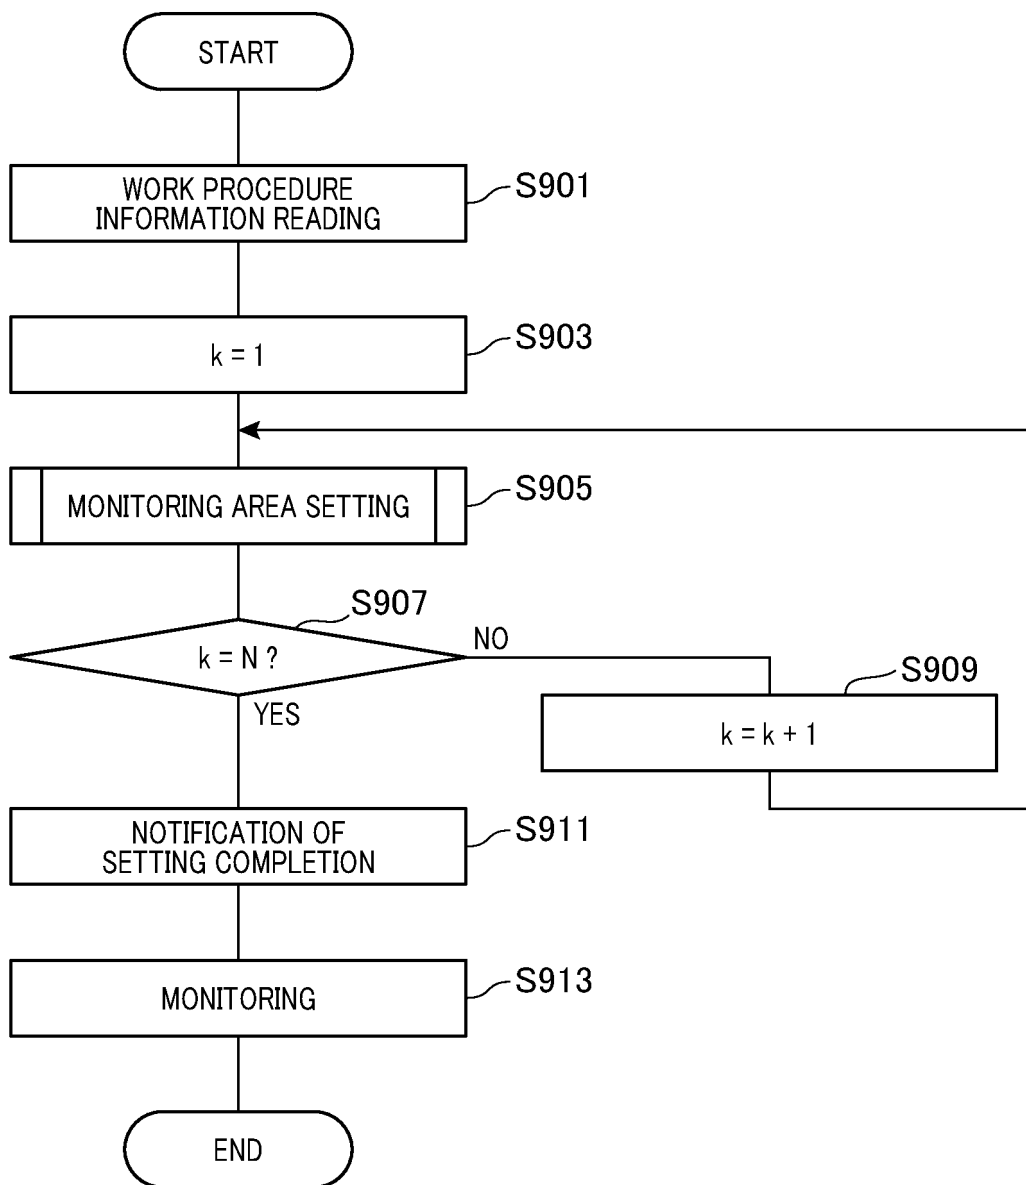 START
WORK PROCEDURE
INFORMATION READING
S901
k = 1
S903
MONITORING AREA SETTING
S905
S907
k = N ?
NO
YES
S909
k = k + 1
NOTIFICATION OF
SETTING COMPLETION
S911
MONITORING
S913
END